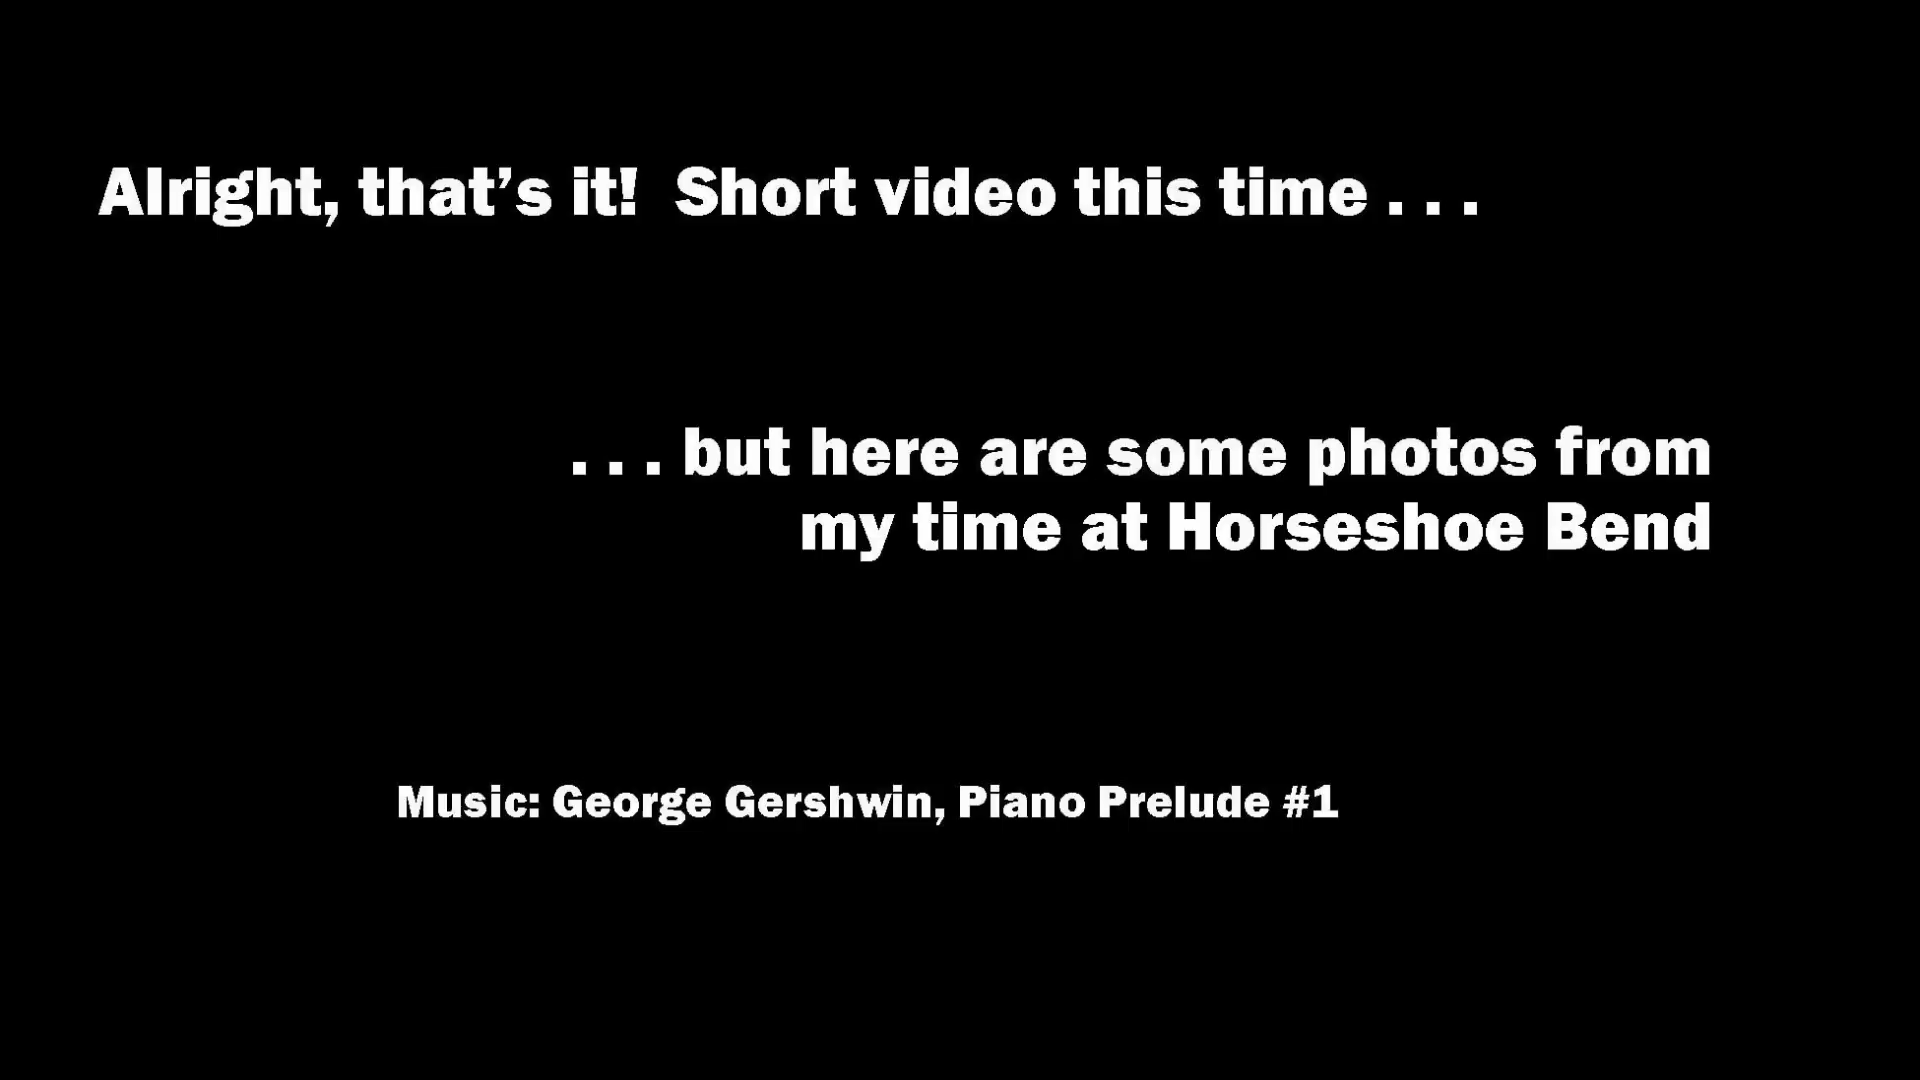 Alright, that’s it!  Short video this time . . .
. . . but here are some photos from
my time at Horseshoe Bend
Music: George Gershwin, Piano Prelude #1